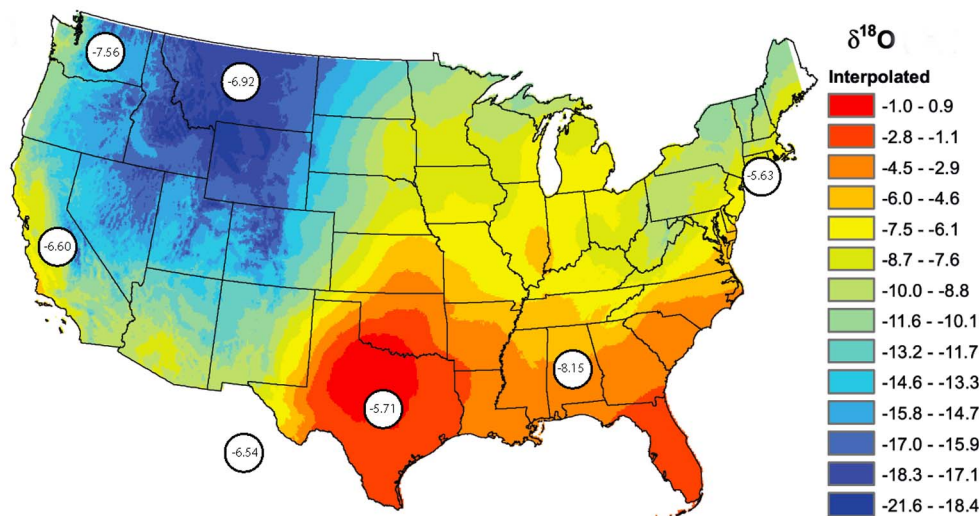 δ18O
Interpolated
-1.0 - 0.9
-2.8 - -1.1
-4.5 - -2.9
-6.0 - -4.6
-7.5 - -6.1
-8.7 - -7.6
-10.0 - -8.8
-11.6 - -10.1
-13.2 - -11.7
-14.6 - -13.3
-15.8 - -14.7
-17.0 - -15.9
-18.3 - -17.1
-21.6 - -18.4
-7.56
-6.92
-5.63
-6.60
-8.15
-5.71
-6.54